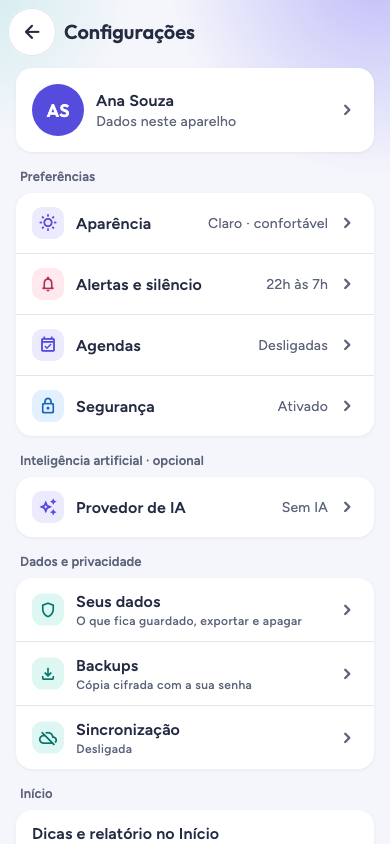 Configurações
AS
Ana Souza
Dados neste aparelho
Preferências
Aparência
Claro · confortável
Alertas e silêncio
22h às 7h
Agendas
Desligadas
Segurança
Ativado
Inteligência artificial · opcional
Provedor de IA
Sem IA
Dados e privacidade
Seus dados
O que fica guardado, exportar e apagar
Backups
Cópia cifrada com a sua senha
Sincronização
Desligada
Início
Dicas e relatório no Início